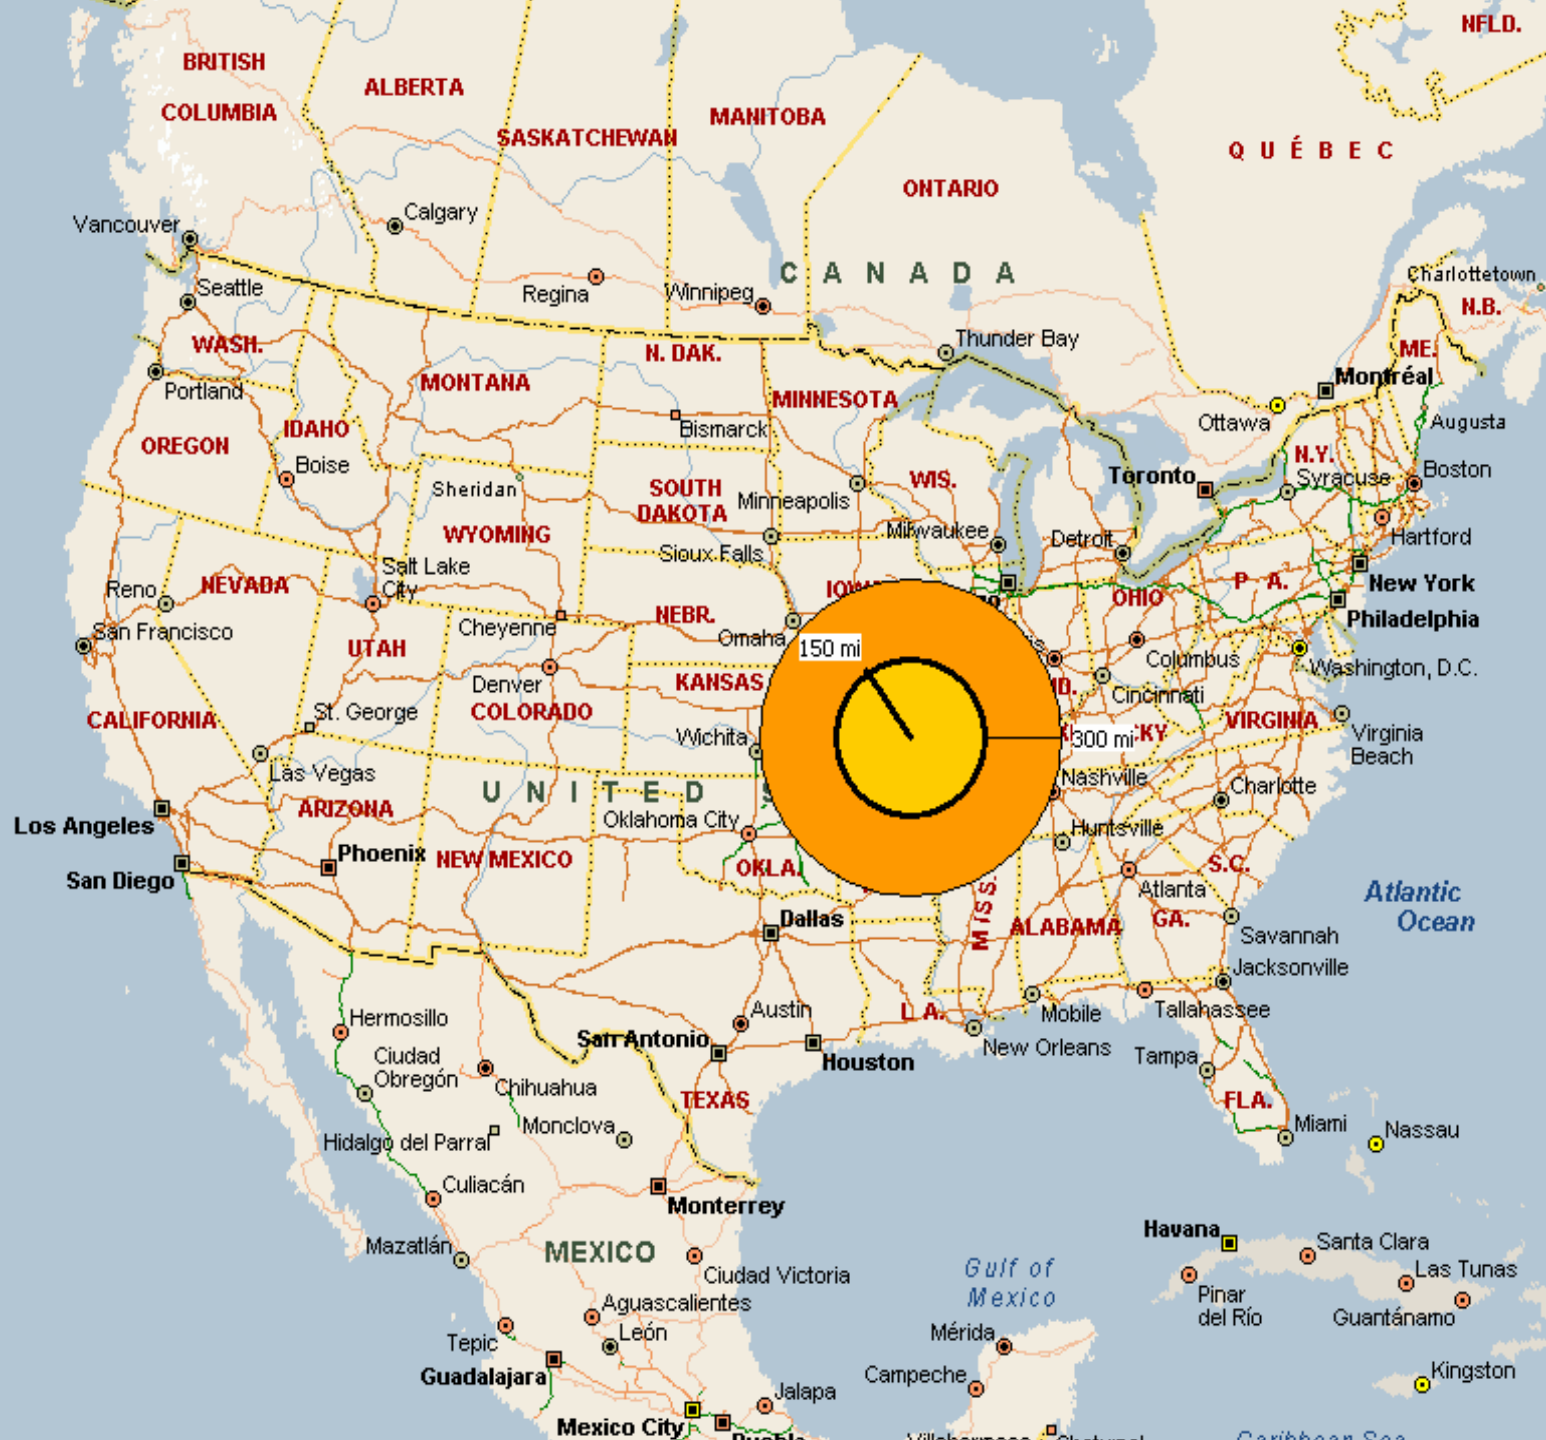 NFLD.
BRITISH
COLUMBIA
ALBERTA
SASKATCHEWAN
MANITOBA
ONTARIO
QUÉBEC
Calgary
Vancouver
CANADA
Charlottetown
Seattle
Regina
Winnipeg
N.B.
WASH.
N. DAK.
Thunder Bay
ME.
Portland
MONTANA
MINNESOTA
Montréal
OREGON
IDAHO
Bismarck
Ottawa
Augusta
Boise
N.Y.
Sheridan
SOUTH
DAKOTA
Minneapolis
WIS.
Toronto
Syracuse
Boston
WYOMING
Sioux Falls
Milwaukee
Detroit
Hartford
Salt Lake
City
Reno
NEVADA
IOW
OHIO
P A.
New York
Philadelphia
San Francisco
Cheyenne
NEBR.
Omaha
150 mi
UTAH
Columbus
Washington, D.C.
Denver
KANSAS
Cincinnati
CALIFORNIA
St. George
COLORADO
Wichita
300 mi
KY
VIRGINIA
Virginia
Beach
Las Vegas
UNITED
Nashville
Charlotte
ARIZONA
Oklahoma City
Los Angeles
Huntsville
Phoenix
NEW MEXICO
OKLA.
S.C.
San Diego
Atlanta
Atlantic
Ocean
Dallas
MISS.
ALABAMA
GA.
Savannah
Jacksonville
Hermosillo
Austin
LA.
Mobile
Tallahassee
San Antonio
New Orleans
Ciudad
Obregón
Houston
Tampa
Chihuahua
TEXAS
FLA.
Hidalgo del Parral
Monclova
Miami
Nassau
Culiacán
Monterrey
Mazatlán
MEXICO
Havana
Santa Clara
Ciudad Victoria
Gulf of
Mexico
Las Tunas
Pinar
del Río
Guantánamo
Aguascalientes
Tepic
León
Mérida
Guadalajara
Campeche
Kingston
Jalapa
Mexico City